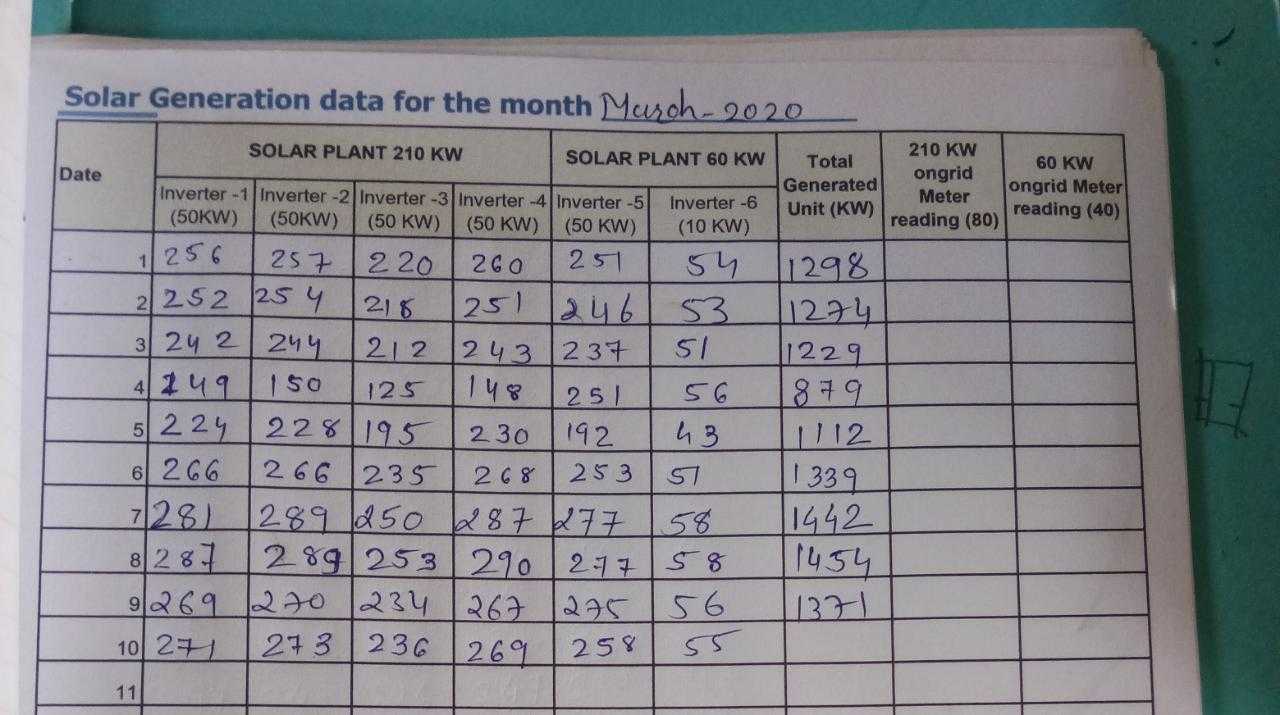 Solar Generation data for the month March-2020
Date SOLAR PLANT 210 KW SOLAR PLANT 60 KW Total Generated Unit (KW) 210 KW ongrid Meter reading (80) 60 KW ongrid Meter reading (40)
Inverter -1 (50KW) Inverter -2 (50KW) Inverter -3 (50 KW) Inverter -4 (50 KW) Inverter -5 (50 KW) Inverter -6 (10 KW)
1 256 257 220 260 251 54 1298
2 252 254 218 251 246 53 1274
3 242 244 212 243 237 51 1229
4 149 150 125 148 251 56 879
5 224 228 195 230 192 43 1112
6 266 266 235 268 253 51 1339
7 281 289 250 287 277 58 1442
8 287 289 253 290 277 58 1454
9 269 270 234 267 275 56 1371
10 271 273 236 269 258 55
11